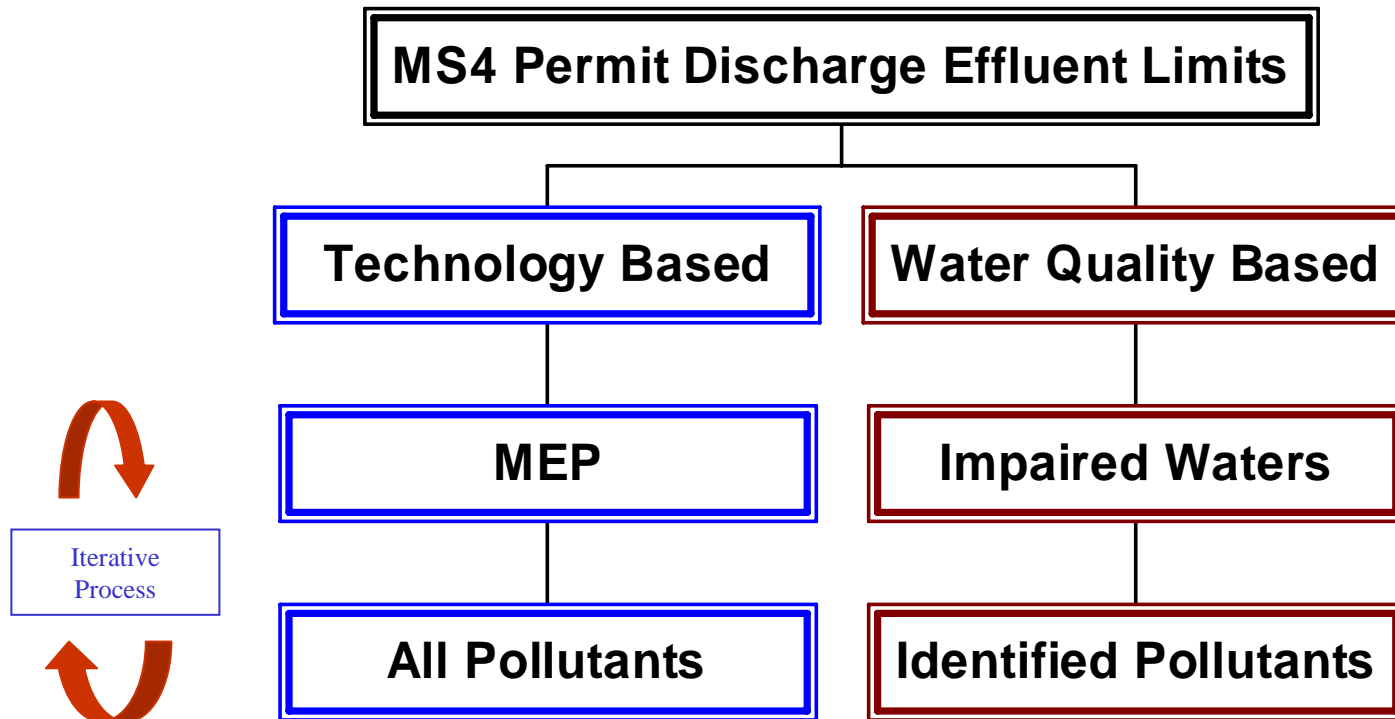 MS4 Permit Discharge Effluent Limits
Technology Based
Water Quality Based
MEP
Impaired Waters
Iterative
Process
All Pollutants
Identified Pollutants